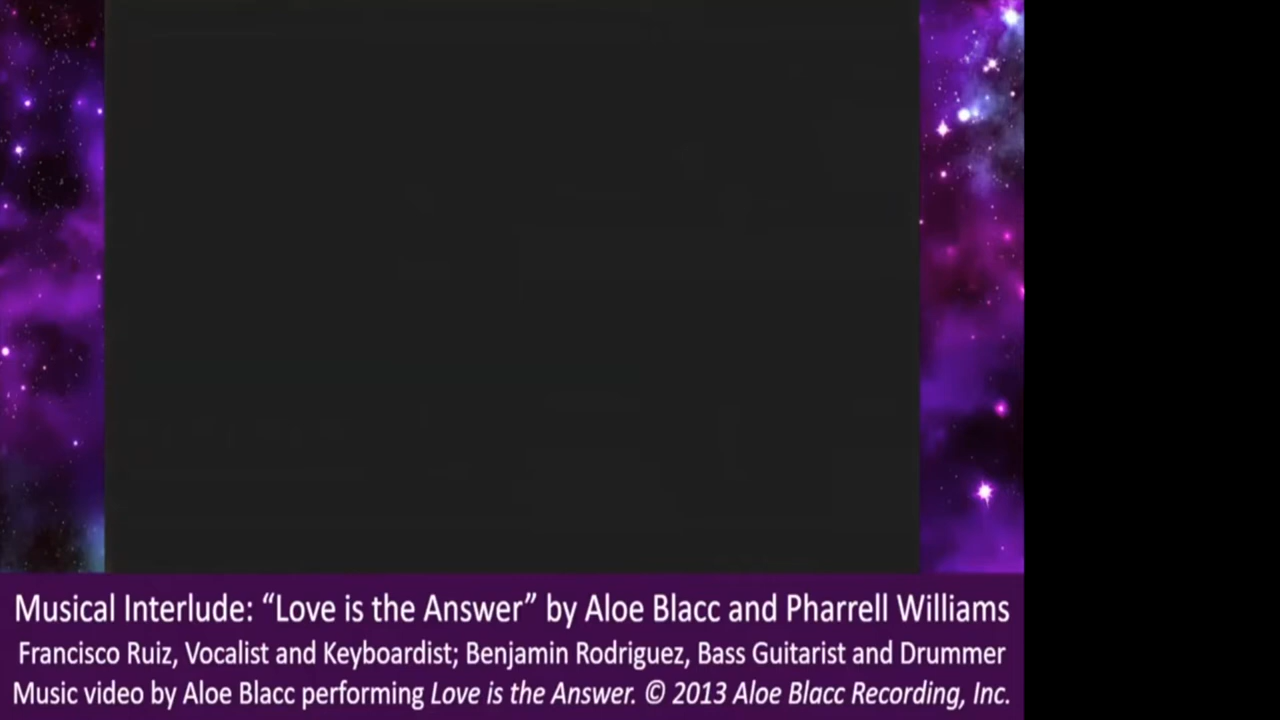 Musical Interlude: “Love is the Answer” by Aloe Blacc and Pharrell Williams
Francisco Ruiz, Vocalist and Keyboardist; Benjamin Rodriguez, Bass Guitarist and Drummer
Music video by Aloe Blacc performing Love is the Answer. © 2013 Aloe Blacc Recording, Inc.